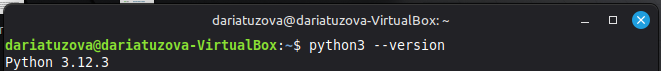 dariatuzova@dariatuzova-VirtualBox: ~
dariatuzova@dariatuzova-VirtualBox:~$ python3 --version
Python 3.12.3